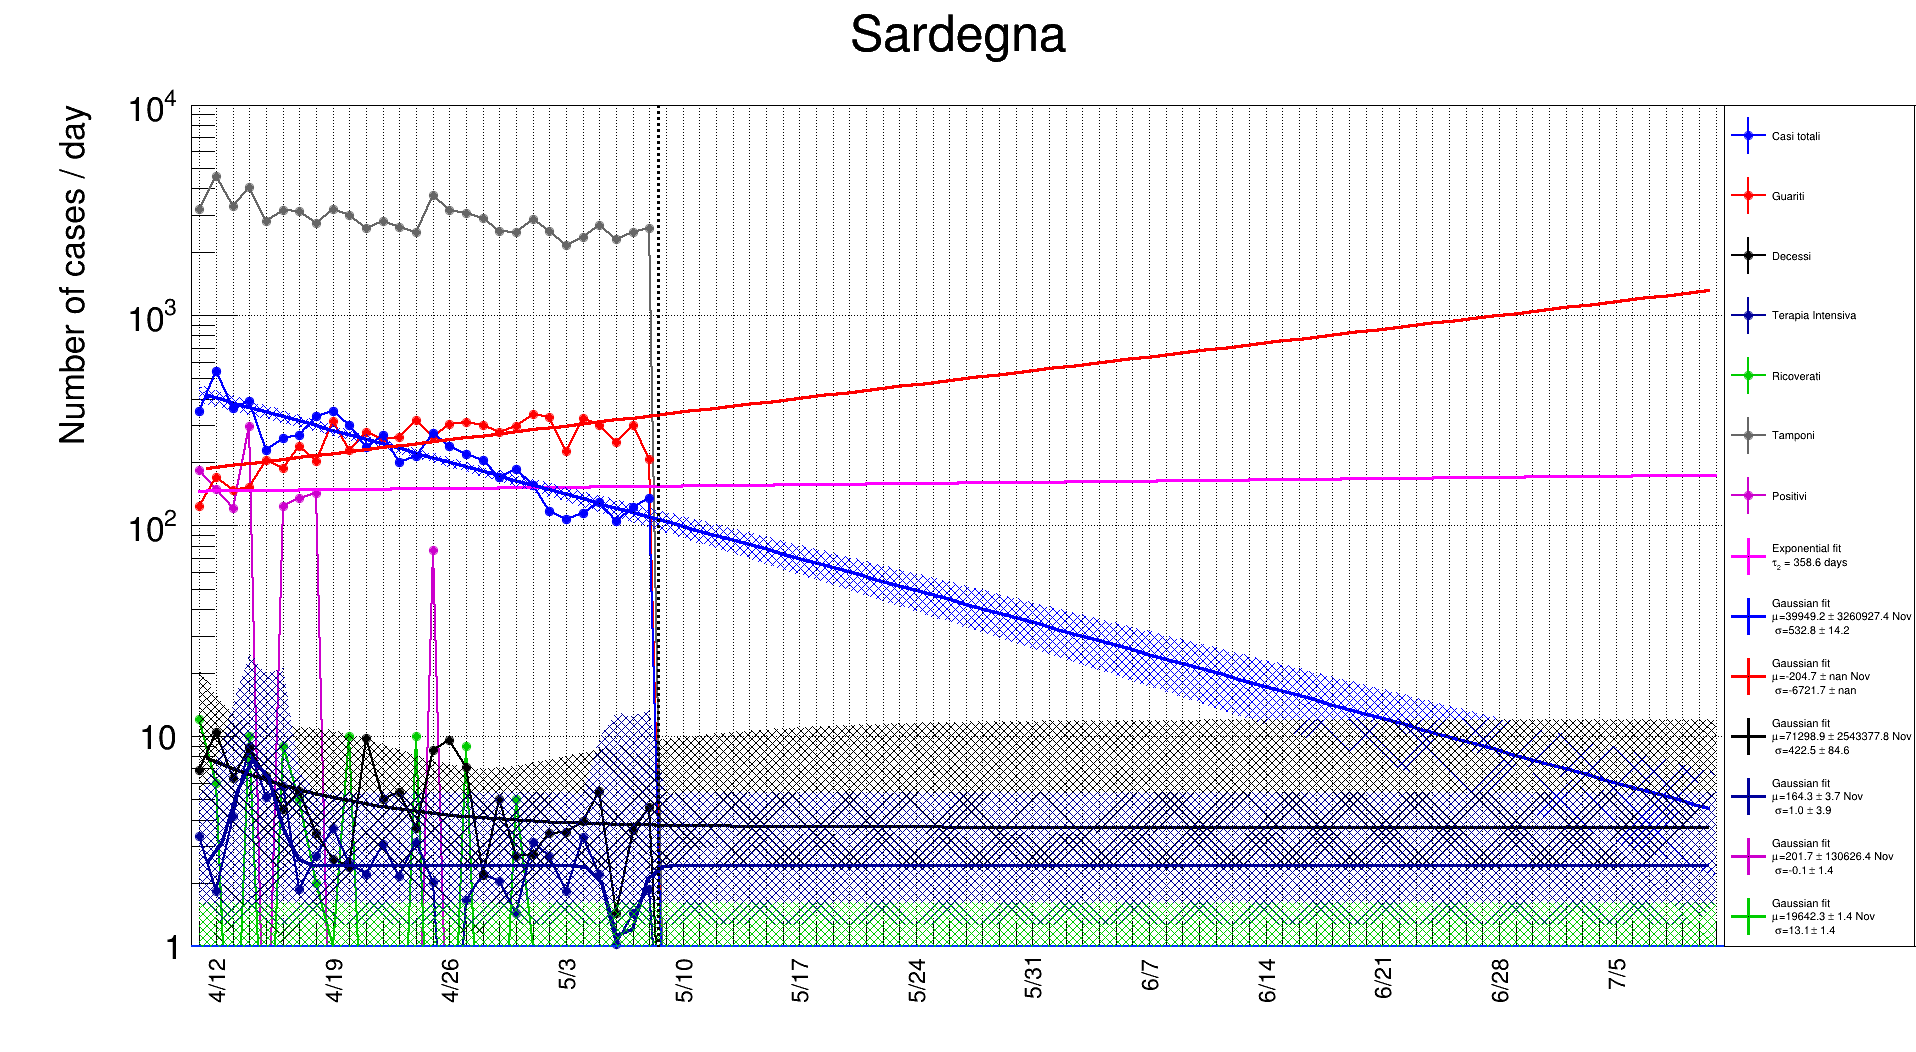 Sardegna
Number of cases / day
10^4
10^3
10^2
10
1
4/12
4/19
4/26
5/3
5/10
5/17
5/24
5/31
6/7
6/14
6/21
6/28
7/5
Casi totali
Guariti
Decessi
Terapia Intensiva
Ricoverati
Tamponi
Positivi
Exponential fit
τ₂ = 358.6 days
Gaussian fit
μ=39949.2 ± 3260927.4 Nov
σ=532.8 ± 14.2
Gaussian fit
μ=-204.7 ± nan Nov
σ=-6721.7 ± nan
Gaussian fit
μ=71298.9 ± 2543377.8 Nov
σ=422.5 ± 84.6
Gaussian fit
μ=164.3 ± 3.7 Nov
σ=1.0 ± 3.9
Gaussian fit
μ=201.7 ± 130626.4 Nov
σ=-0.1 ± 1.4
Gaussian fit
μ=19642.3 ± 1.4 Nov
σ=13.1 ± 1.4